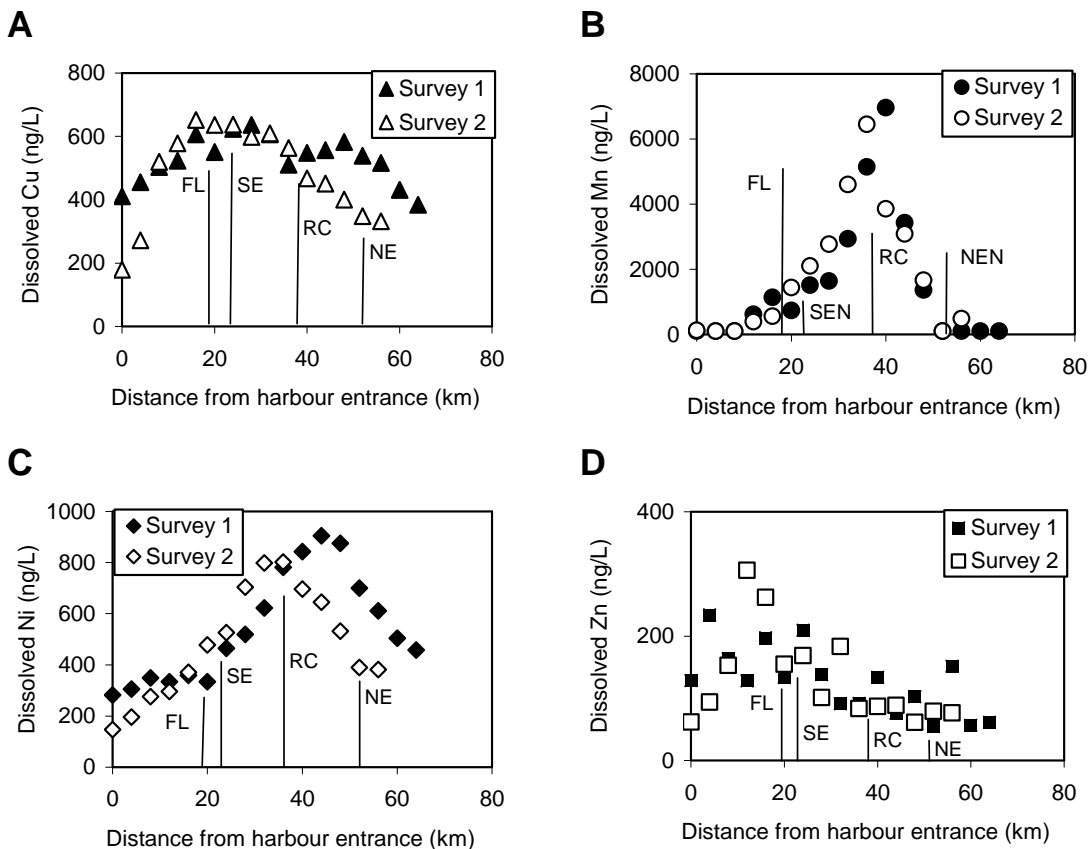 A
Dissolved Cu (ng/L)
800
600
400
200
0
Survey 1
Survey 2
FL
SE
RC
NE
0 20 40 60 80
Distance from harbour entrance (km)
B
Dissolved Mn (ng/L)
8000
6000
4000
2000
0
Survey 1
Survey 2
FL
SEN
RC
NEN
0 20 40 60 80
Distance from harbour entrance (km)
C
Dissolved Ni (ng/L)
1000
800
600
400
200
0
Survey 1
Survey 2
FL
SE
RC
NE
0 20 40 60 80
Distance from harbour entrance (km)
D
Dissolved Zn (ng/L)
400
200
0
Survey 1
Survey 2
FL
SE
RC
NE
0 20 40 60 80
Distance from harbour entrance (km)